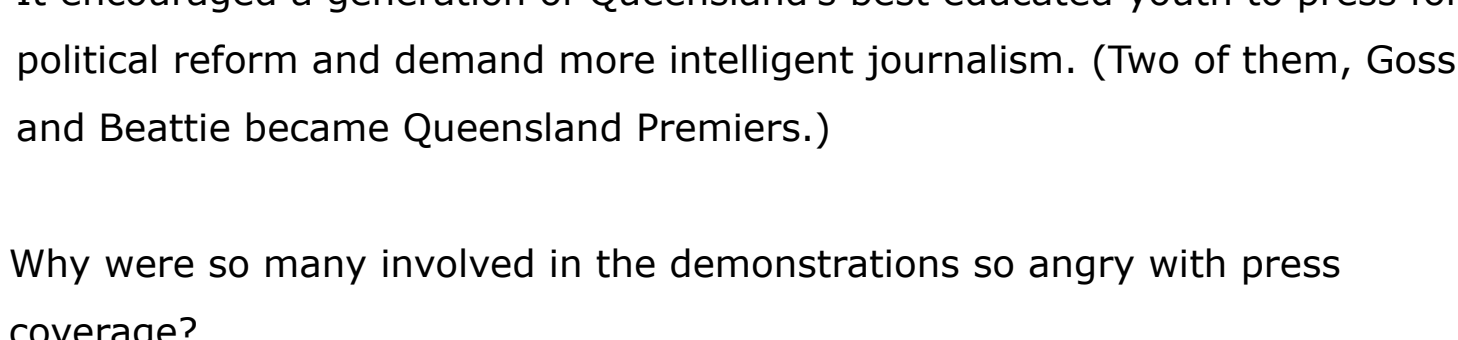 It encouraged a generation of Queensland's best educated youth to press for
political reform and demand more intelligent journalism. (Two of them, Goss
and Beattie became Queensland Premiers.)
Why were so many involved in the demonstrations so angry with press
coverage?